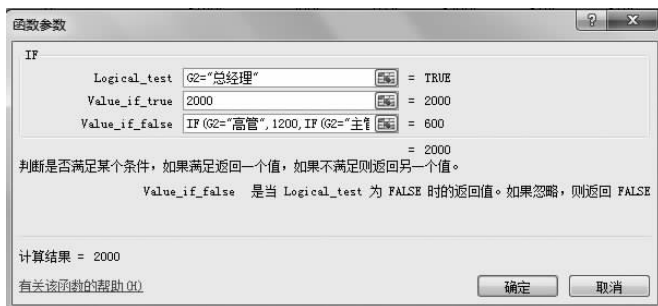 函数参数
IF
Logical_test G2="总经理" = TRUE
Value_if_true 2000 = 2000
Value_if_false IF(G2="高管",1200,IF(G2="主管 = 600
= 2000
判断是否满足某个条件，如果满足返回一个值，如果不满足则返回另一个值。
Value_if_false 是当 Logical_test 为 FALSE 时的返回值。如果忽略，则返回 FALSE
计算结果 = 2000
有关该函数的帮助(H)
确定 取消